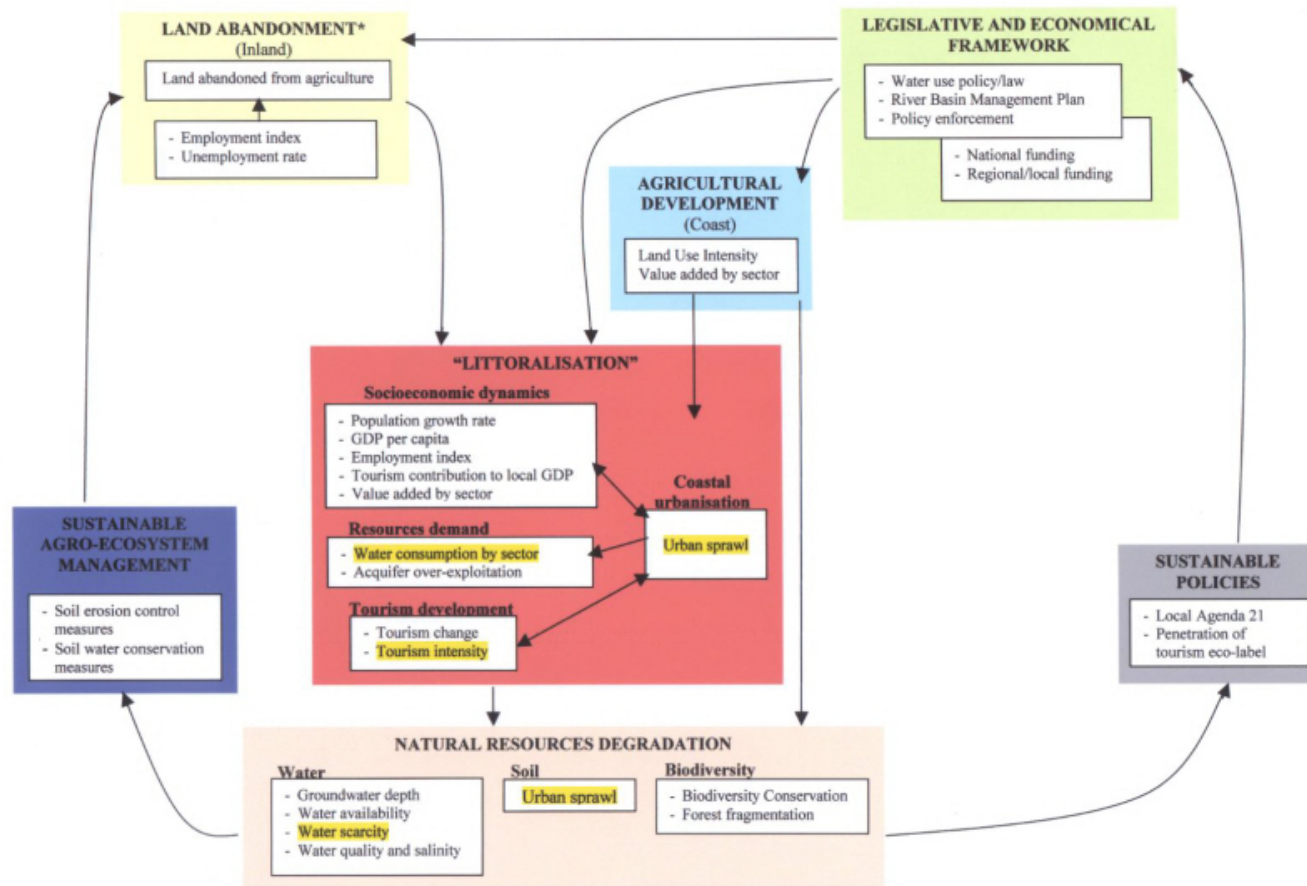 LAND ABANDONMENT*
(Inland)
Land abandoned from agriculture
- Employment index
- Unemployment rate
LEGISLATIVE AND ECONOMICAL
FRAMEWORK
- Water use policy/law
- River Basin Management Plan
- Policy enforcement
- National funding
- Regional/local funding
AGRICULTURAL
DEVELOPMENT
(Coast)
Land Use Intensity
Value added by sector
“LITTORALISATION”
Socioeconomic dynamics
- Population growth rate
- GDP per capita
- Employment index
- Tourism contribution to local GDP
- Value added by sector
Coastal
urbanisation
Urban sprawl
Resources demand
- Water consumption by sector
- Acquifer over-exploitation
Tourism development
- Tourism change
- Tourism intensity
SUSTAINABLE
AGRO-ECOSYSTEM
MANAGEMENT
- Soil erosion control
measures
- Soil water conservation
measures
SUSTAINABLE
POLICIES
- Local Agenda 21
- Penetration of
tourism eco-label
NATURAL RESOURCES DEGRADATION
Water
- Groundwater depth
- Water availability
- Water scarcity
- Water quality and salinity
Soil
Urban sprawl
Biodiversity
- Biodiversity Conservation
- Forest fragmentation